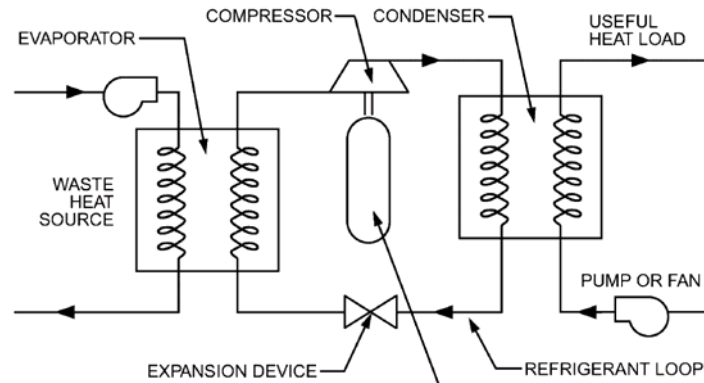 COMPRESSOR
CONDENSER
USEFUL
HEAT LOAD
EVAPORATOR
WASTE
HEAT
SOURCE
PUMP OR FAN
EXPANSION DEVICE
REFRIGERANT LOOP